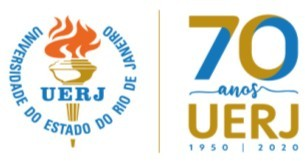 UNIVERSIDADE DO ESTADO DO RIO DE JANEIRO
UERJ
70
anos
UERJ
1950 | 2020